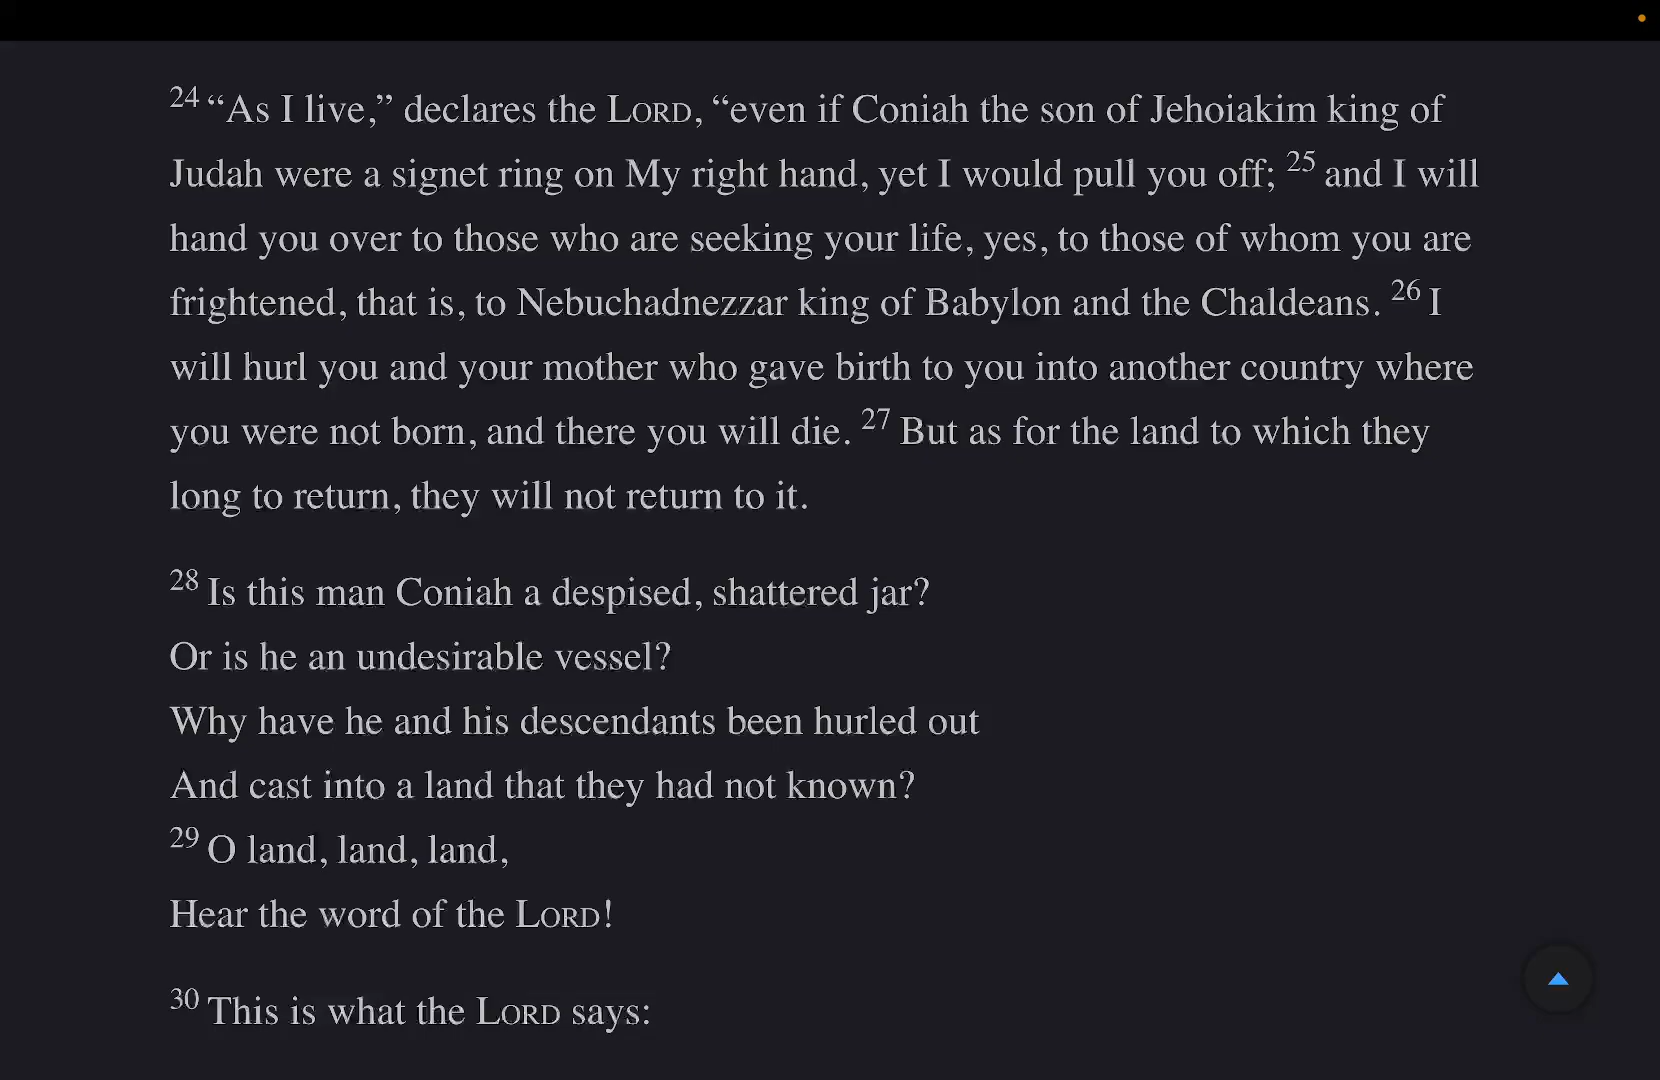 24 “As I live,” declares the LORD, “even if Coniah the son of Jehoiakim king of
Judah were a signet ring on My right hand, yet I would pull you off; 25 and I will
hand you over to those who are seeking your life, yes, to those of whom you are
frightened, that is, to Nebuchadnezzar king of Babylon and the Chaldeans. 26 I
will hurl you and your mother who gave birth to you into another country where
you were not born, and there you will die. 27 But as for the land to which they
long to return, they will not return to it.
28 Is this man Coniah a despised, shattered jar?
Or is he an undesirable vessel?
Why have he and his descendants been hurled out
And cast into a land that they had not known?
29 O land, land, land,
Hear the word of the LORD!
30 This is what the LORD says: